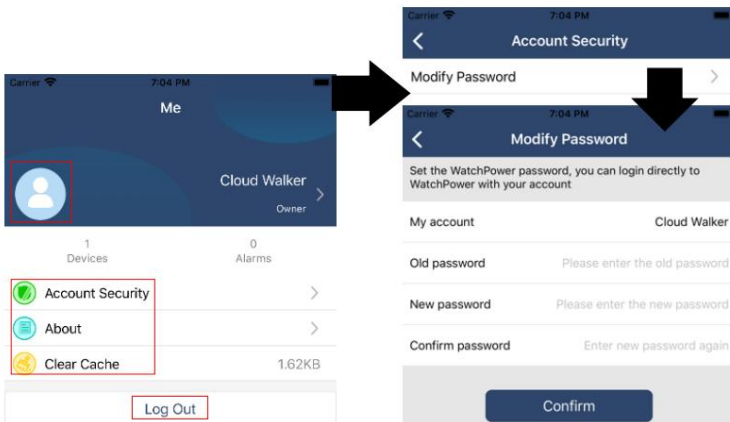 Carrier 7:04 PM
Me
Cloud Walker
Owner
1 0
Devices Alarms
Account Security
About
Clear Cache 1.62KB
Log Out
Carrier 7:04 PM
Account Security
Modify Password
Carrier 7:04 PM
Modify Password
Set the WatchPower password, you can login directly to
WatchPower with your account
My account Cloud Walker
Old password Please enter the old password
New password Please enter the new password
Confirm password Enter new password again
Confirm